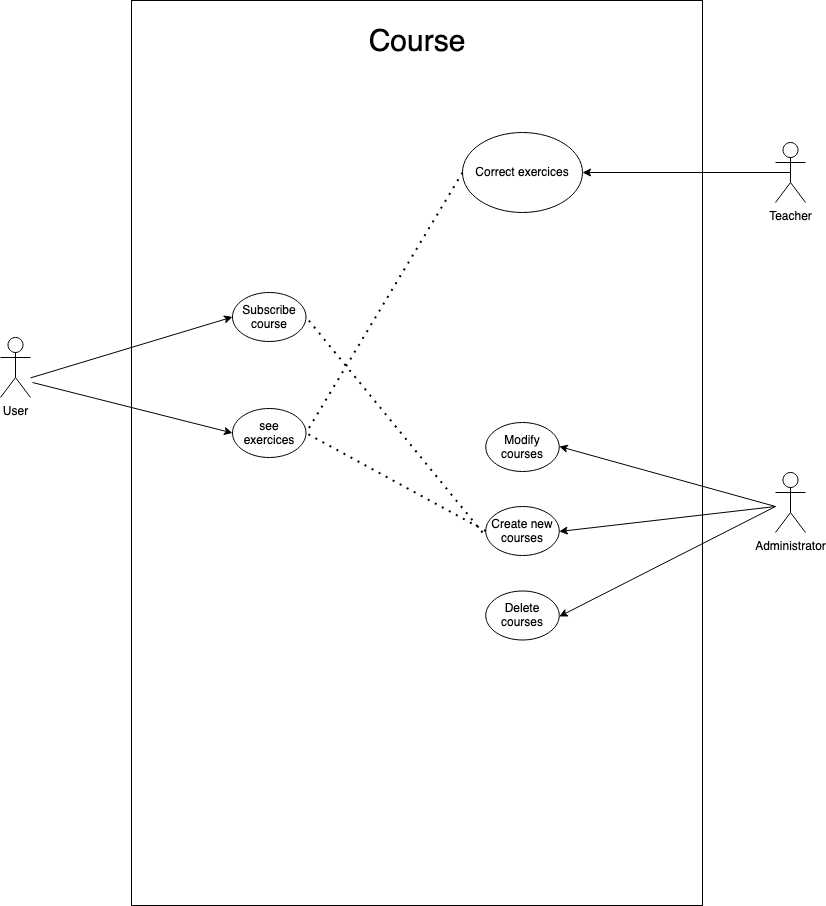 Course
Correct exercices
Teacher
Subscribe
course
User
see
exercices
Modify
courses
Create new
courses
Administrator
Delete
courses